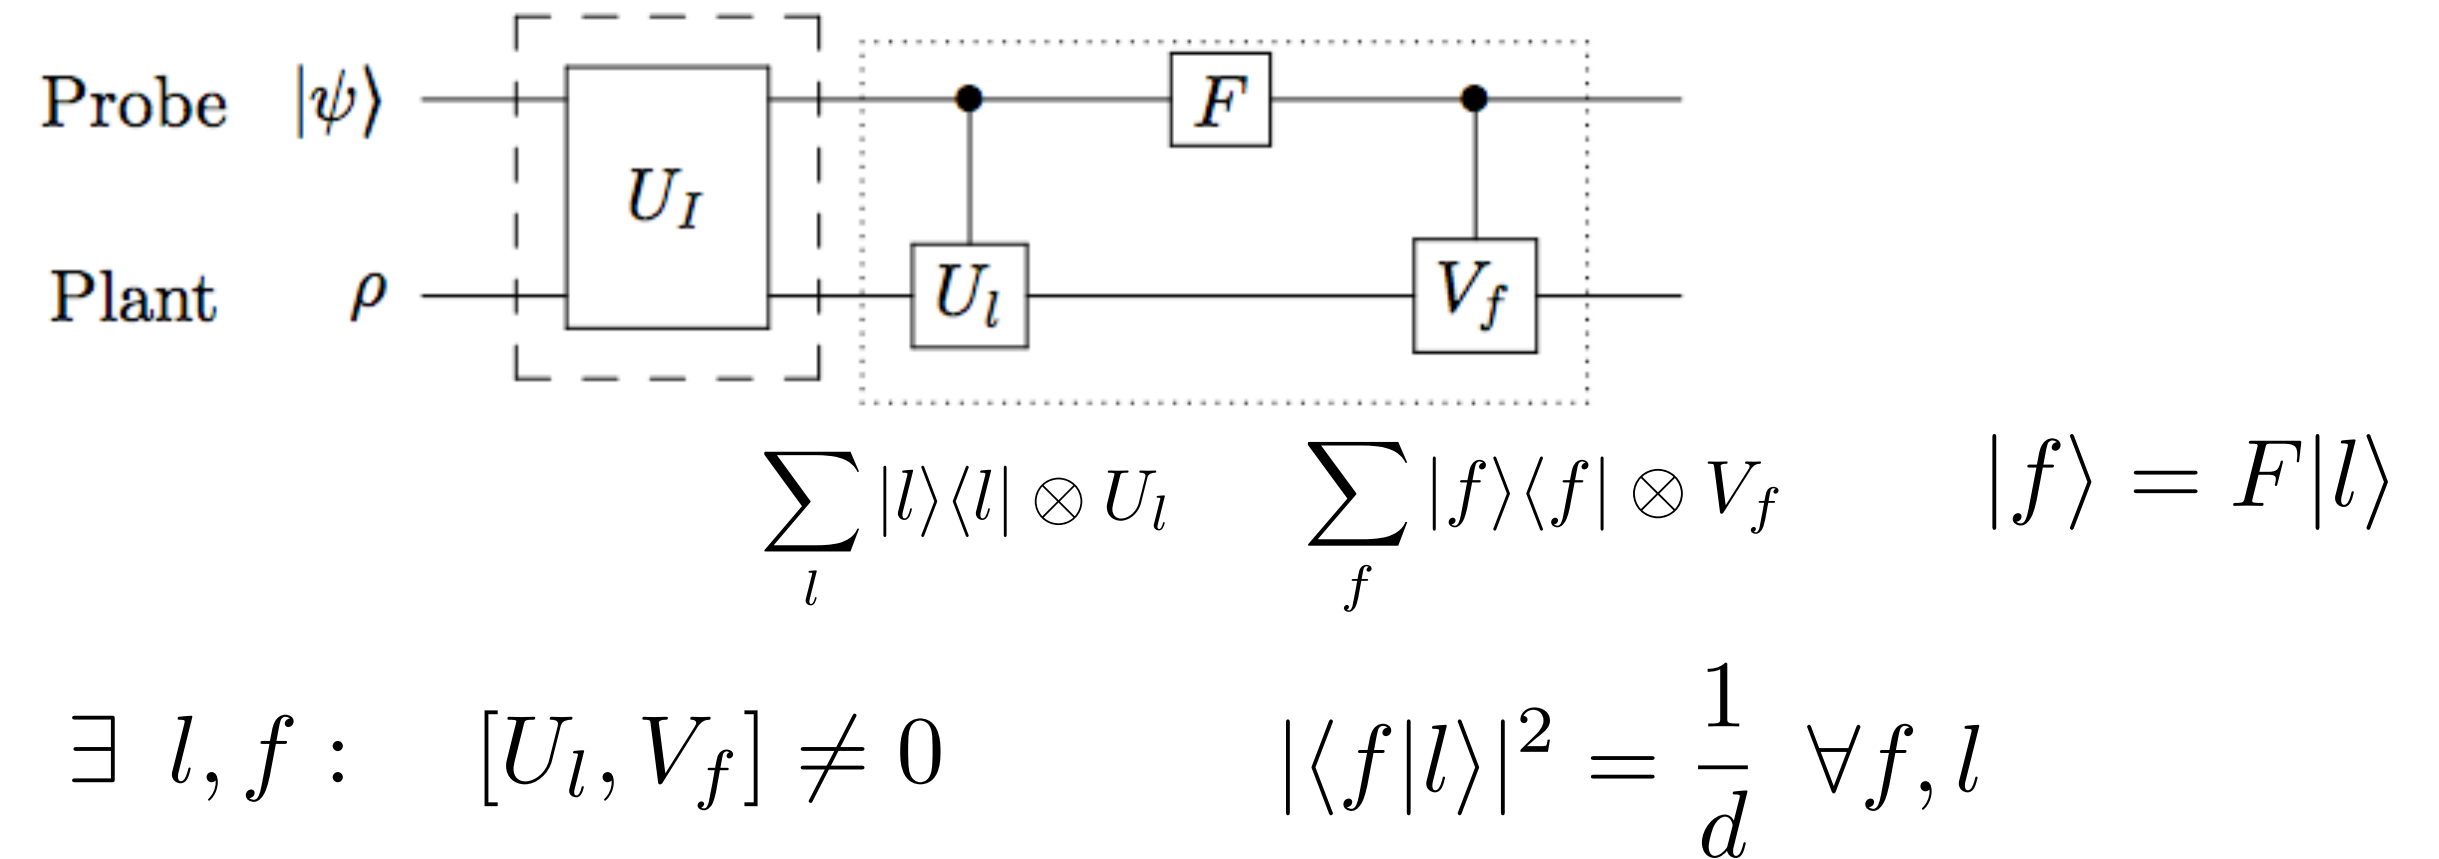 Probe |ψ⟩ U_I F
Plant ρ U_l V_f
∑_l |l⟩⟨l| ⊗ U_l ∑_f |f⟩⟨f| ⊗ V_f |f⟩ = F|l⟩
∃ l, f : [U_l, V_f] ≠ 0 |⟨f|l⟩|² = 1/d ∀f, l